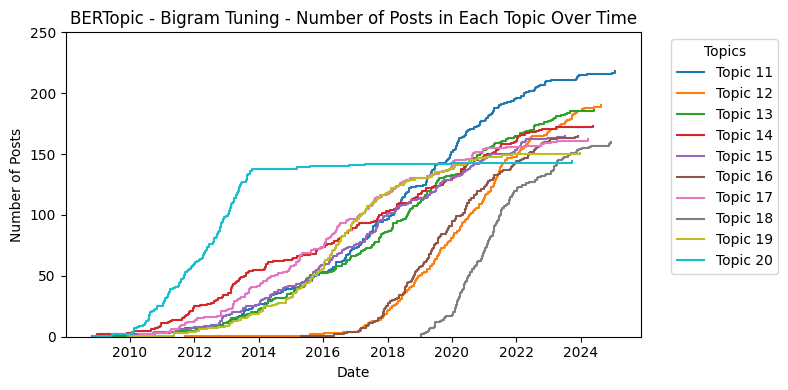 BERTopic - Bigram Tuning - Number of Posts in Each Topic Over Time
Number of Posts
250
200
150
100
50
0
2010 2012 2014 2016 2018 2020 2022 2024
Date
Topics
Topic 11
Topic 12
Topic 13
Topic 14
Topic 15
Topic 16
Topic 17
Topic 18
Topic 19
Topic 20